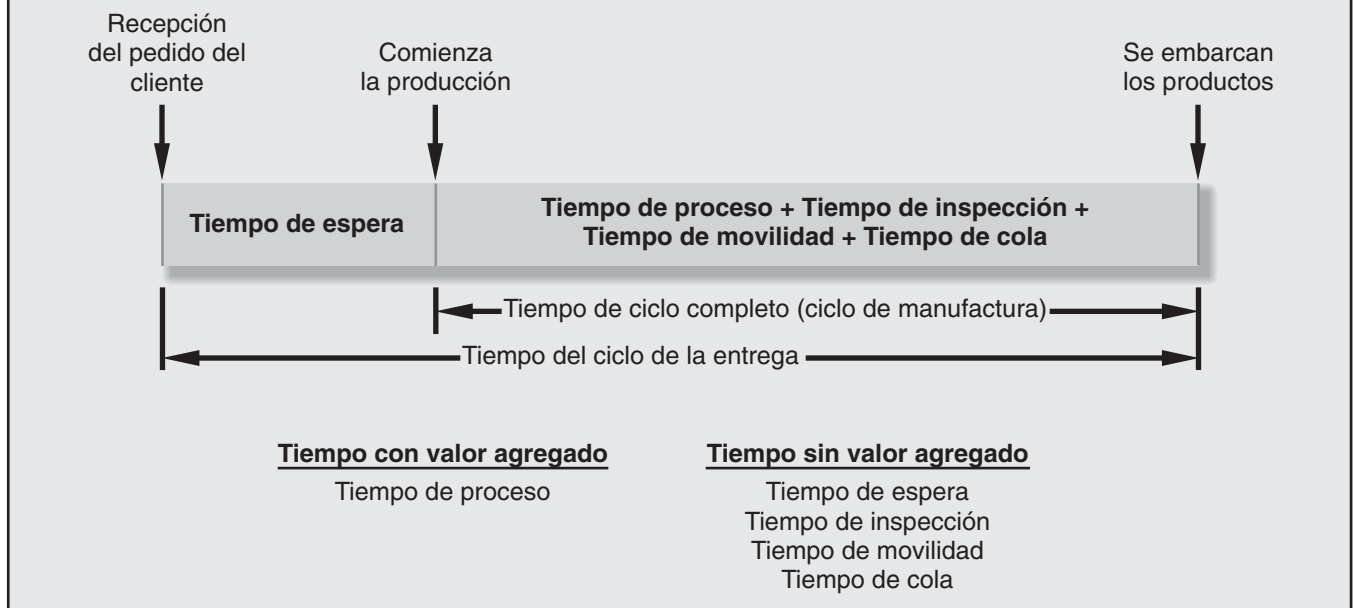 Recepción
del pedido del
cliente
Comienza
la producción
Se embarcan
los productos
Tiempo de espera
Tiempo de proceso + Tiempo de inspección +
Tiempo de movilidad + Tiempo de cola
Tiempo de ciclo completo (ciclo de manufactura)
Tiempo del ciclo de la entrega
Tiempo con valor agregado
Tiempo de proceso
Tiempo sin valor agregado
Tiempo de espera
Tiempo de inspección
Tiempo de movilidad
Tiempo de cola